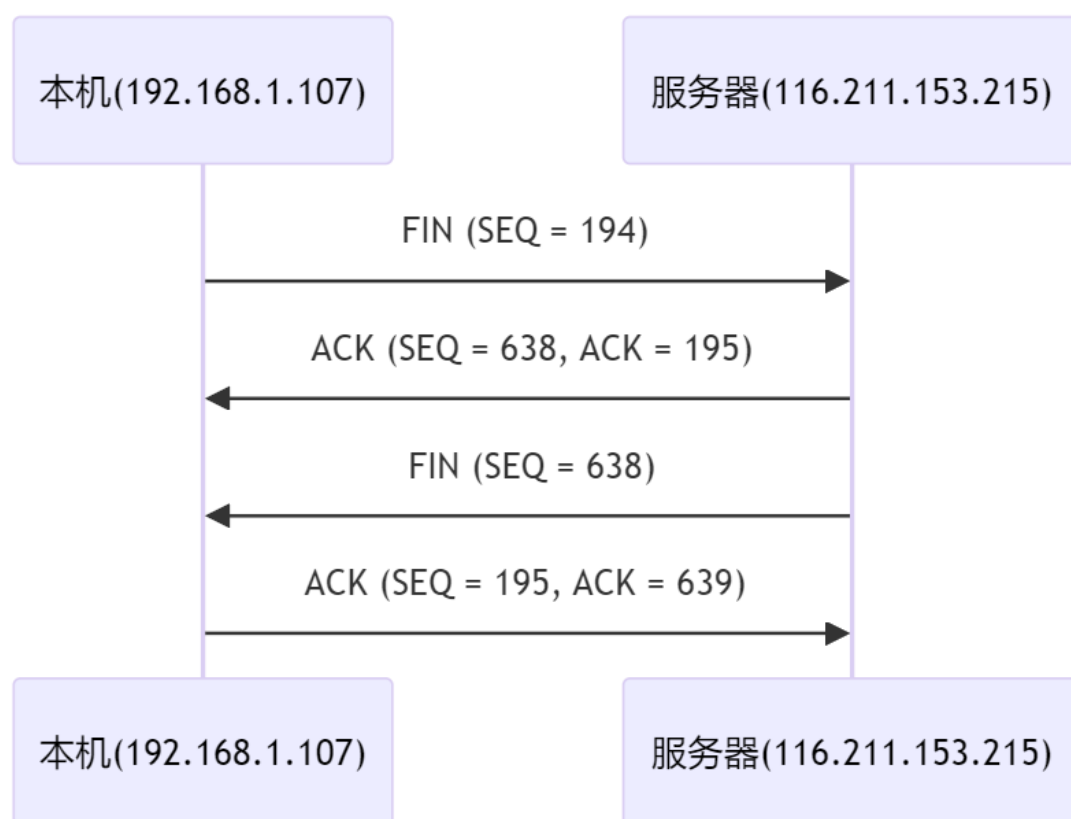 本机(192.168.1.107)
服务器(116.211.153.215)
FIN (SEQ = 194)
ACK (SEQ = 638, ACK = 195)
FIN (SEQ = 638)
ACK (SEQ = 195, ACK = 639)
本机(192.168.1.107)
服务器(116.211.153.215)